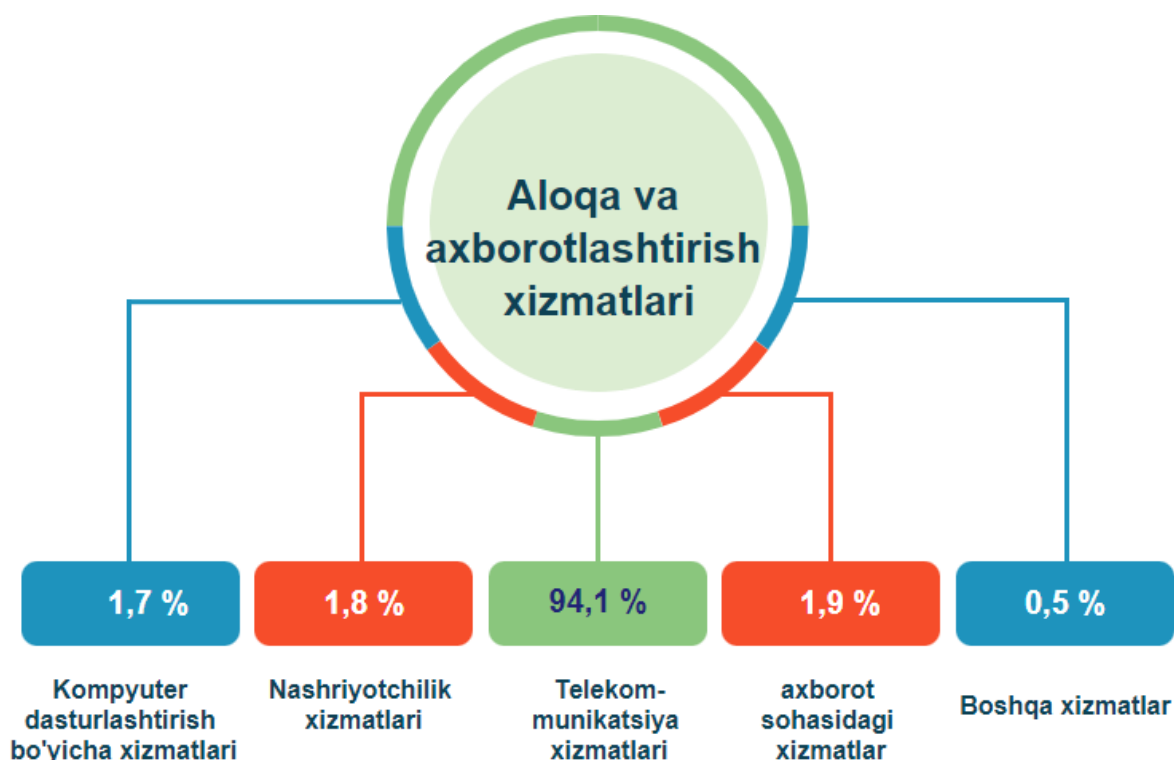 Aloqa va
axborotlashtirish
xizmatlari
1,7 %
1,8 %
94,1 %
1,9 %
0,5 %
Kompyuter
dasturlashtirish
bo'yicha xizmatlari
Nashriyotchilik
xizmatlari
Telekom-
munikatsiya
xizmatlari
axborot
sohasidagi
xizmatlar
Boshqa xizmatlar